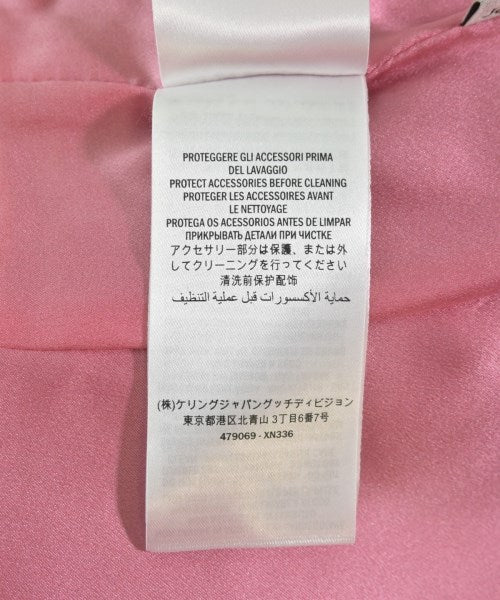 PROTEGGERE GLI ACCESSORI PRIMA
DEL LAVAGGIO
PROTECT ACCESSORIES BEFORE CLEANING
PROTEGER LES ACCESSOIRES AVANT
LE NETTOYAGE
PROTEGA OS ACESORIOS ANTES DE LIMPAR
ПРИКРЫВАТЬ ДЕТАЛИ ПРИ ЧИСТКЕ
アクセサリー部分は保護、または外
してクリーニングを行ってください
清洗前保护配饰
حماية الأكسسورات قبل عملية التنظيف
(株)ケリングジャパングッチディビジョン
東京都港区北青山3丁目6番7号
479069 - XN336